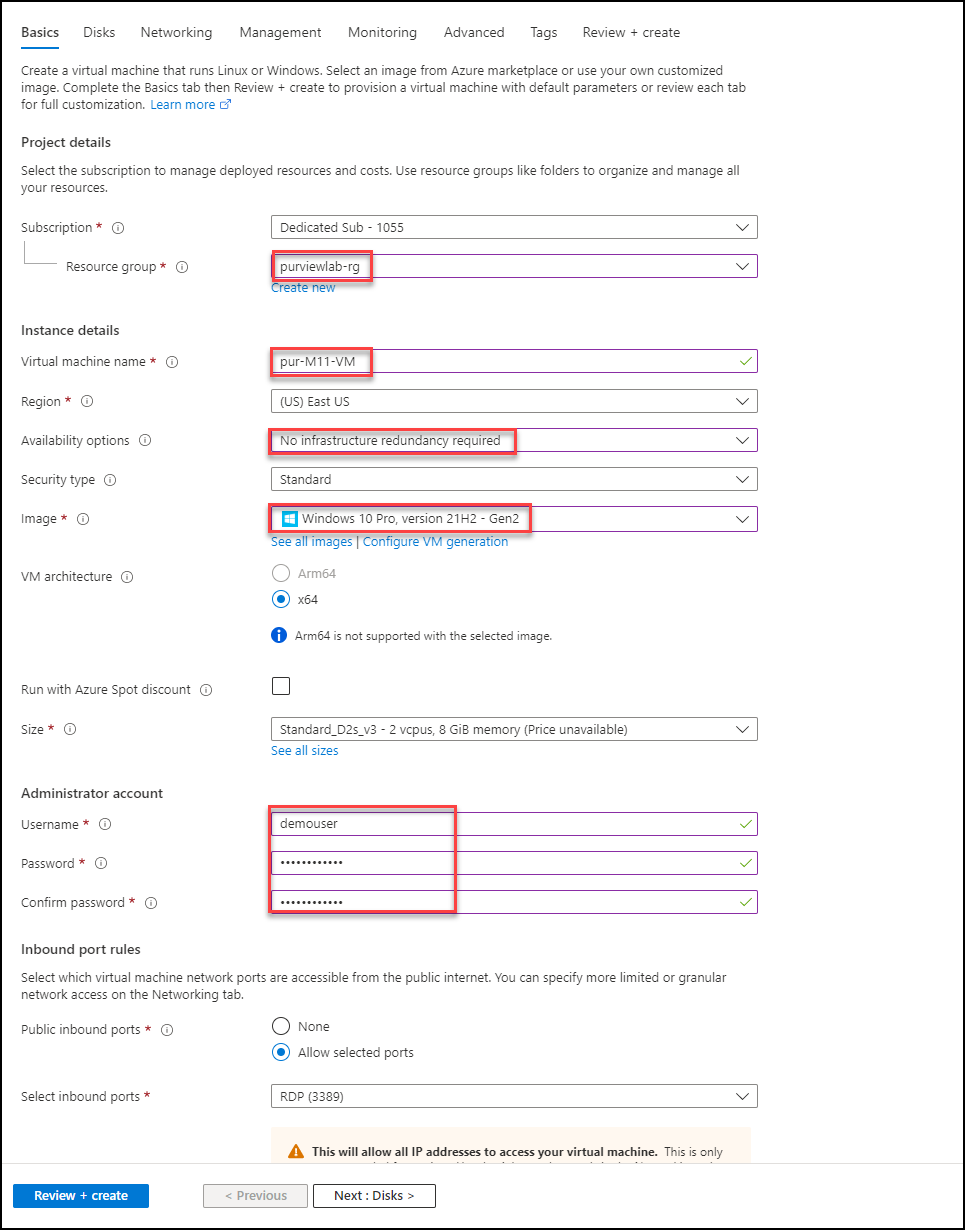 Basics Disks Networking Management Monitoring Advanced Tags Review + create
Create a virtual machine that runs Linux or Windows. Select an image from Azure marketplace or use your own customized
image. Complete the Basics tab then Review + create to provision a virtual machine with default parameters or review each tab
for full customization. Learn more
Project details
Select the subscription to manage deployed resources and costs. Use resource groups like folders to organize and manage all
your resources.
Subscription * Dedicated Sub - 1055
Resource group * purviewlab-rg
Create new
Instance details
Virtual machine name * pur-M11-VM
Region * (US) East US
Availability options No infrastructure redundancy required
Security type Standard
Image * Windows 10 Pro, version 21H2 - Gen2
See all images | Configure VM generation
VM architecture Arm64
x64
Arm64 is not supported with the selected image.
Run with Azure Spot discount
Size * Standard_D2s_v3 - 2 vcpus, 8 GiB memory (Price unavailable)
See all sizes
Administrator account
Username * demouser
Password * ••••••••••••
Confirm password * ••••••••••••
Inbound port rules
Select which virtual machine network ports are accessible from the public internet. You can specify more limited or granular
network access on the Networking tab.
Public inbound ports * None
Allow selected ports
Select inbound ports * RDP (3389)
This will allow all IP addresses to access your virtual machine. This is only
Review + create < Previous Next : Disks >